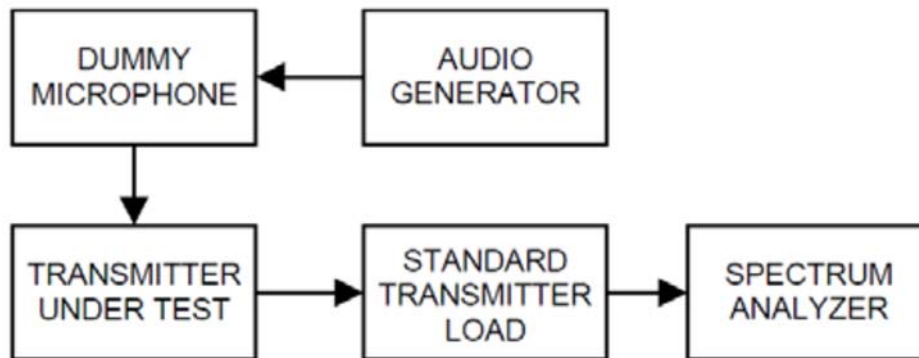 DUMMY
MICROPHONE
AUDIO
GENERATOR
TRANSMITTER
UNDER TEST
STANDARD
TRANSMITTER
LOAD
SPECTRUM
ANALYZER